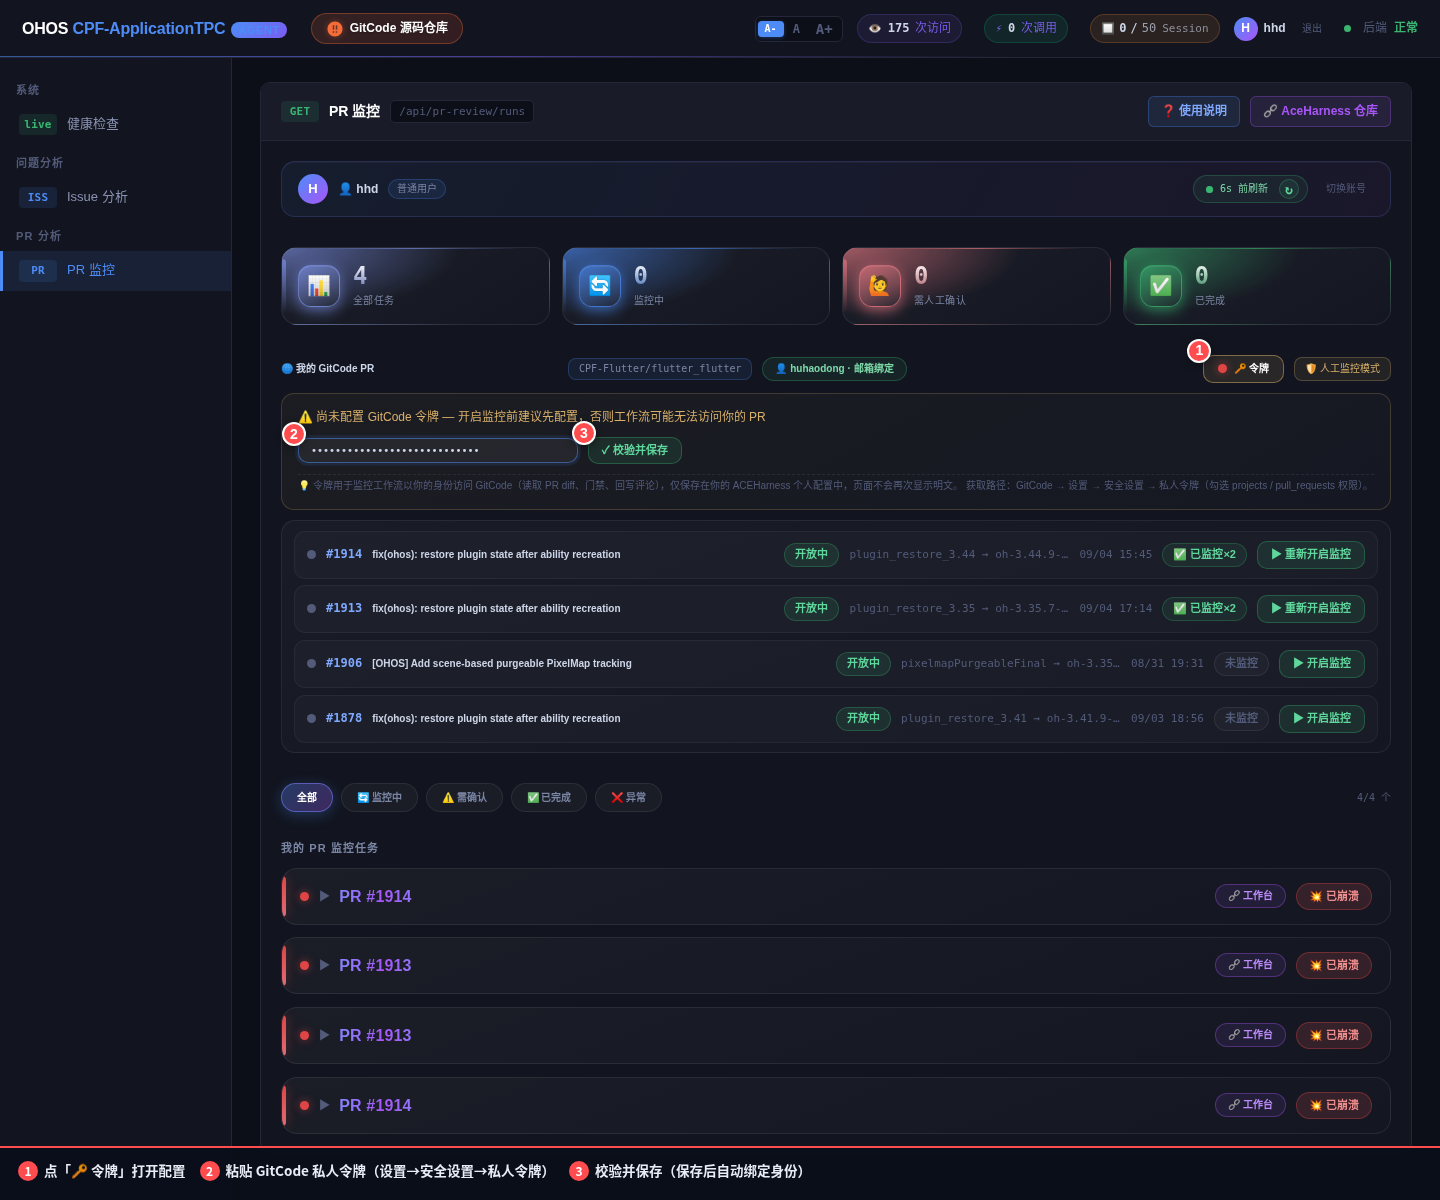 OHOS CPF-ApplicationTPC
GitCode 源码仓库
A- A A+
175 次访问
0 次调用
0 / 50 Session
H hhd 退出
后端 正常
系统
live 健康检查
问题分析
ISS Issue 分析
PR 分析
PR PR 监控
GET PR 监控 /api/pr-review/runs
❓ 使用说明
🔗 AceHarness 仓库
H 👤 hhd 普通用户
6s 前刷新 ↻
切换账号
📊 4 全部任务
🔄 0 监控中
🙋 0 需人工确认
✅ 0 已完成
🔵 我的 GitCode PR
CPF-Flutter/flutter_flutter
👤 huhaodong · 邮箱绑定
1
🔑 令牌
🛡️ 人工监控模式
⚠️ 尚未配置 GitCode 令牌 — 开启监控前建议先配置，否则工作流可能无法访问你的 PR
2 •••••••••••••••••••••••••••• 3 ✓ 校验并保存
💡 令牌用于监控工作流以你的身份访问 GitCode（读取 PR diff、门禁、回写评论），仅保存在你的 ACEHarness 个人配置中，页面不会再次显示明文。 获取路径：GitCode → 设置 → 安全设置 → 私人令牌（勾选 projects / pull_requests 权限）。
#1914 fix(ohos): restore plugin state after ability recreation 开放中 plugin_restore_3.44 → oh-3.44.9-… 09/04 15:45 ✅ 已监控×2 ▶ 重新开启监控
#1913 fix(ohos): restore plugin state after ability recreation 开放中 plugin_restore_3.35 → oh-3.35.7-… 09/04 17:14 ✅ 已监控×2 ▶ 重新开启监控
#1906 [OHOS] Add scene-based purgeable PixelMap tracking 开放中 pixelmapPurgeableFinal → oh-3.35… 08/31 19:31 未监控 ▶ 开启监控
#1878 fix(ohos): restore plugin state after ability recreation 开放中 plugin_restore_3.41 → oh-3.41.9-… 09/03 18:56 未监控 ▶ 开启监控
全部 🔄 监控中 ⚠️ 需确认 ✅ 已完成 ❌ 异常 4/4 个
我的 PR 监控任务
▶ PR #1914 🔗 工作台 💥 已崩溃
▶ PR #1913 🔗 工作台 💥 已崩溃
▶ PR #1913 🔗 工作台 💥 已崩溃
▶ PR #1914 🔗 工作台 💥 已崩溃
1 点「🔑 令牌」打开配置 2 粘贴 GitCode 私人令牌（设置→安全设置→私人令牌） 3 校验并保存（保存后自动绑定身份）